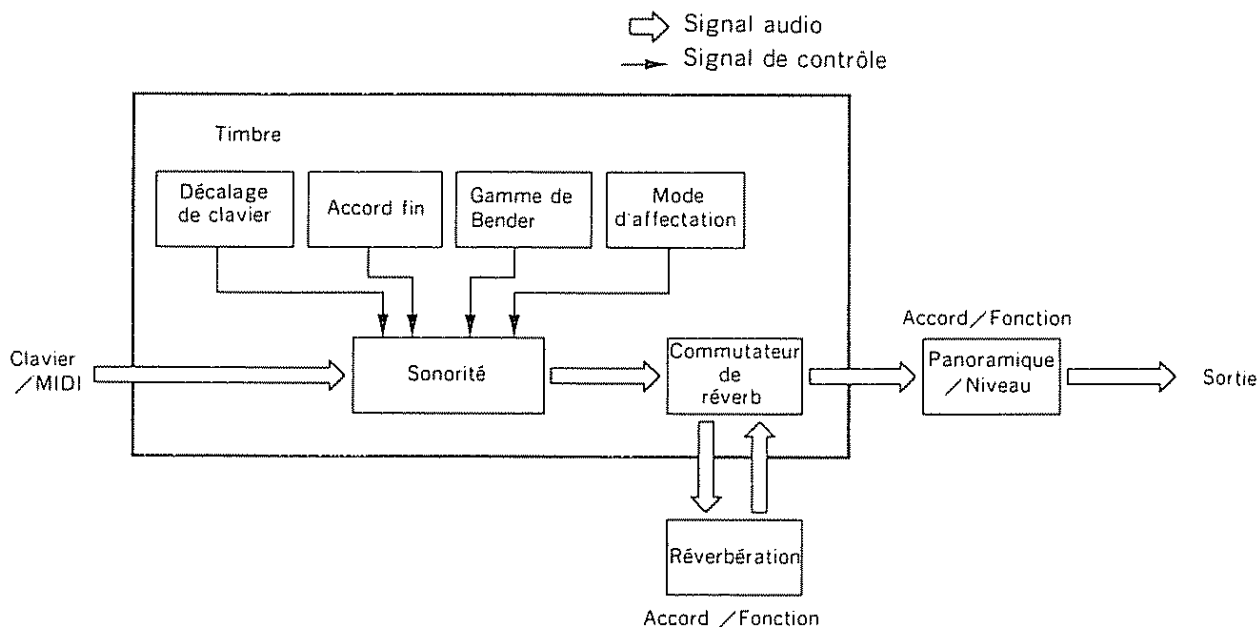 Signal audio
Signal de contrôle
Timbre
Décalage
de clavier
Accord fin
Gamme de
Bender
Mode
d'affectation
Clavier
/MIDI
Sonorité
Commutateur
de
réverb
Accord/Fonction
Panoramique
/Niveau
Sortie
Réverbération
Accord /Fonction